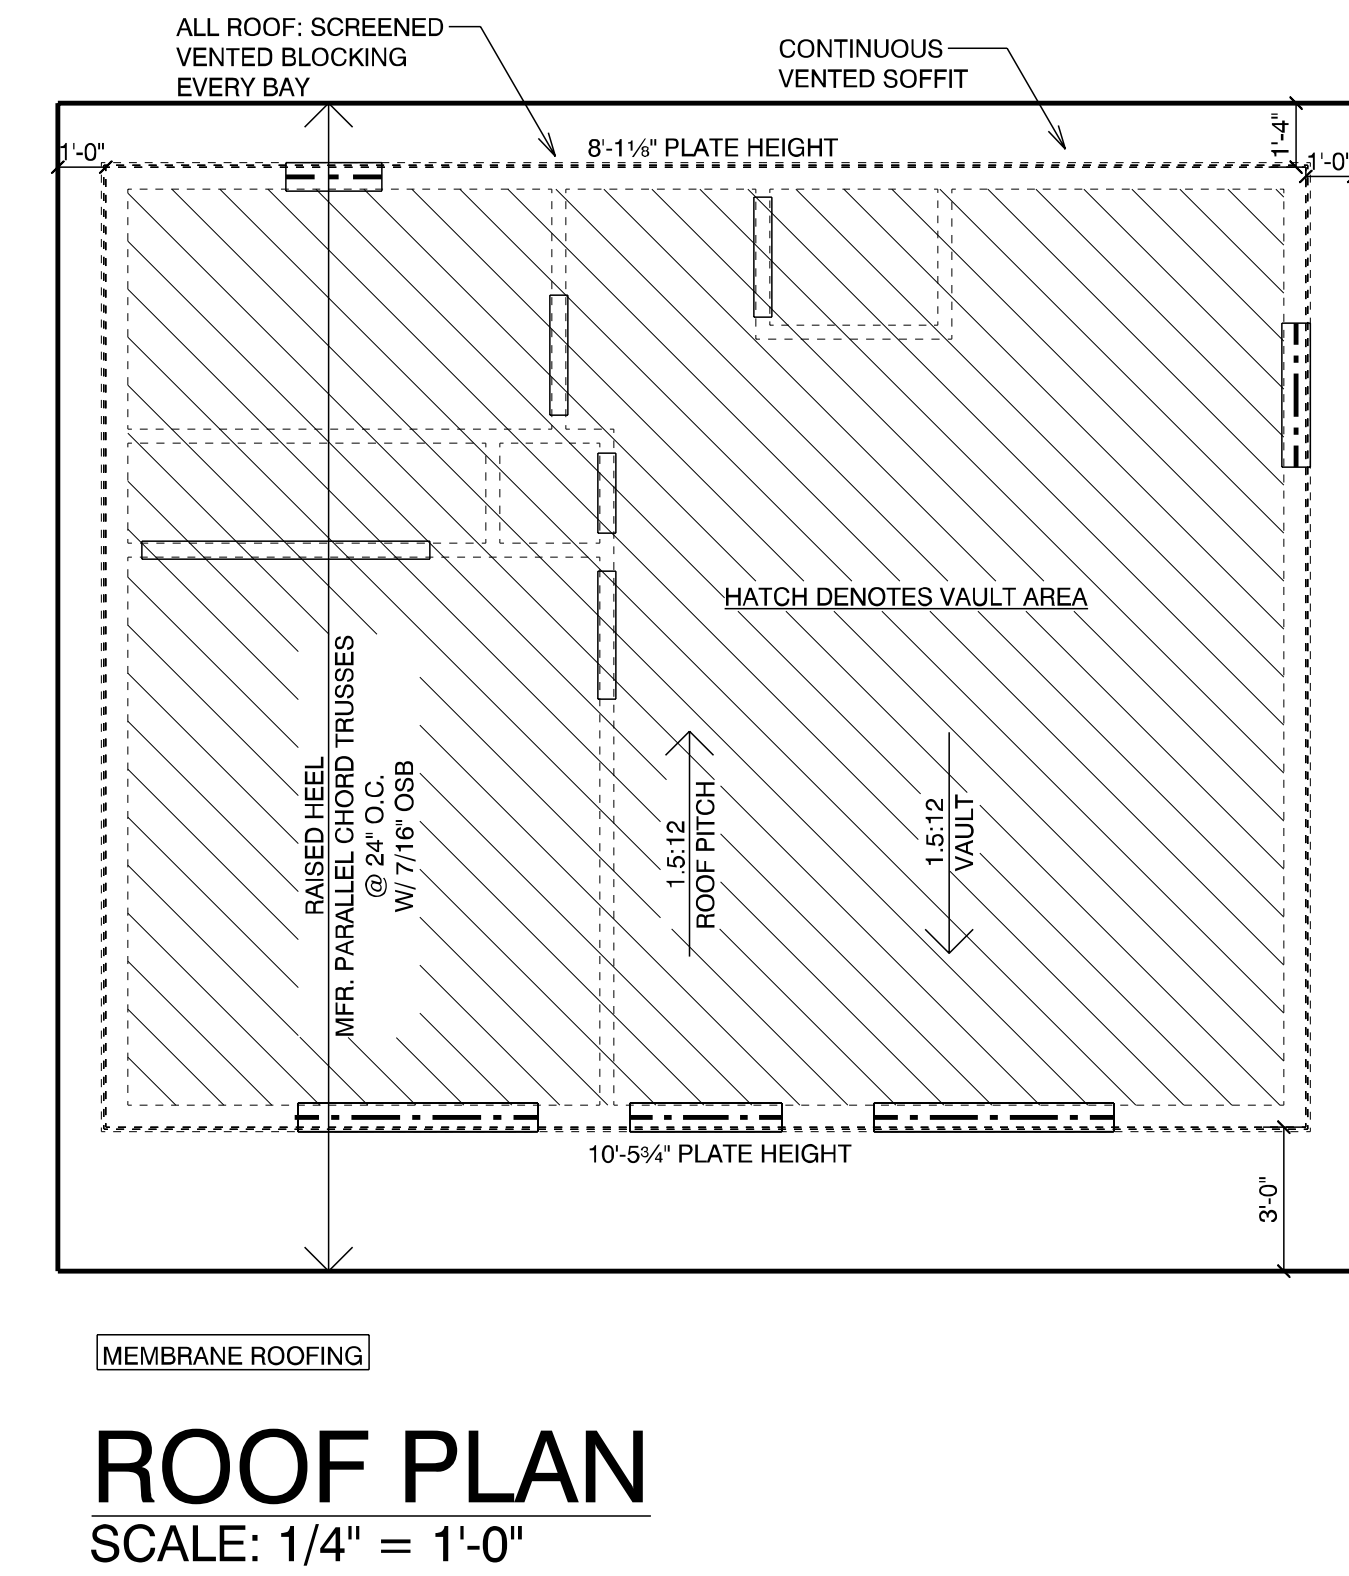 ALL ROOF: SCREENED
VENTED BLOCKING
EVERY BAY
CONTINUOUS
VENTED SOFFIT
1'-0"
8'-1⅛" PLATE HEIGHT
1'-4"
1'-0"
HATCH DENOTES VAULT AREA
RAISED HEEL
MFR. PARALLEL CHORD TRUSSES
@ 24" O.C.
W/ 7/16" OSB
1.5:12
ROOF PITCH
1.5:12
VAULT
10'-5¾" PLATE HEIGHT
3'-0"
MEMBRANE ROOFING
ROOF PLAN
SCALE: 1/4" = 1'-0"